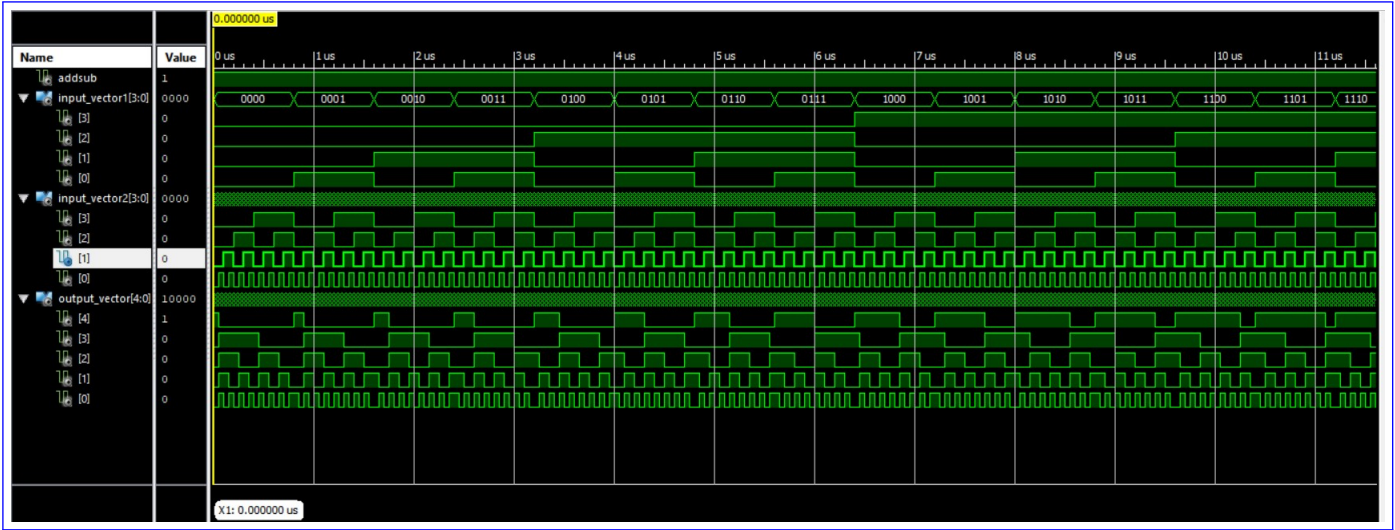 0.000000 us
Name Value 0 us 1 us 2 us 3 us 4 us 5 us 6 us 7 us 8 us 9 us 10 us 11 us
addsub 1
input_vector1[3:0] 0000 0000 0001 0010 0011 0100 0101 0110 0111 1000 1001 1010 1011 1100 1101 1110
[3] 0
[2] 0
[1] 0
[0] 0
input_vector2[3:0] 0000
[3] 0
[2] 0
[1] 0
[0] 0
output_vector[4:0] 10000
[4] 1
[3] 0
[2] 0
[1] 0
[0] 0
X1: 0.000000 us